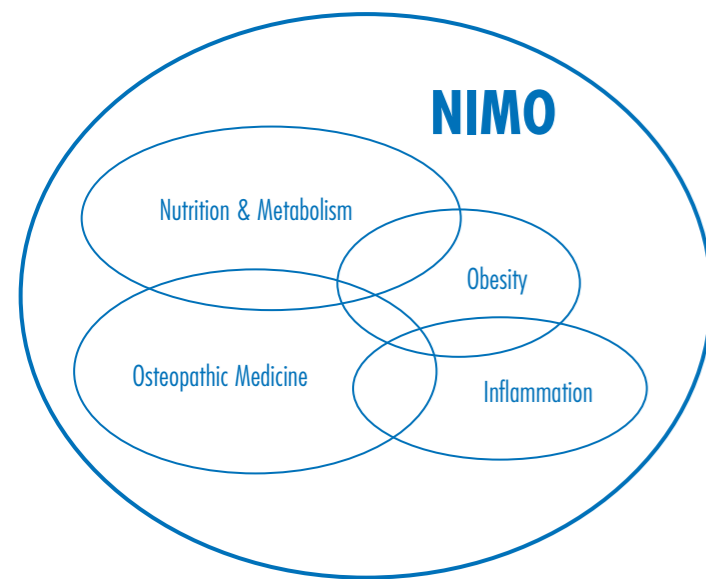 NIMO
Nutrition & Metabolism
Obesity
Osteopathic Medicine
Inflammation